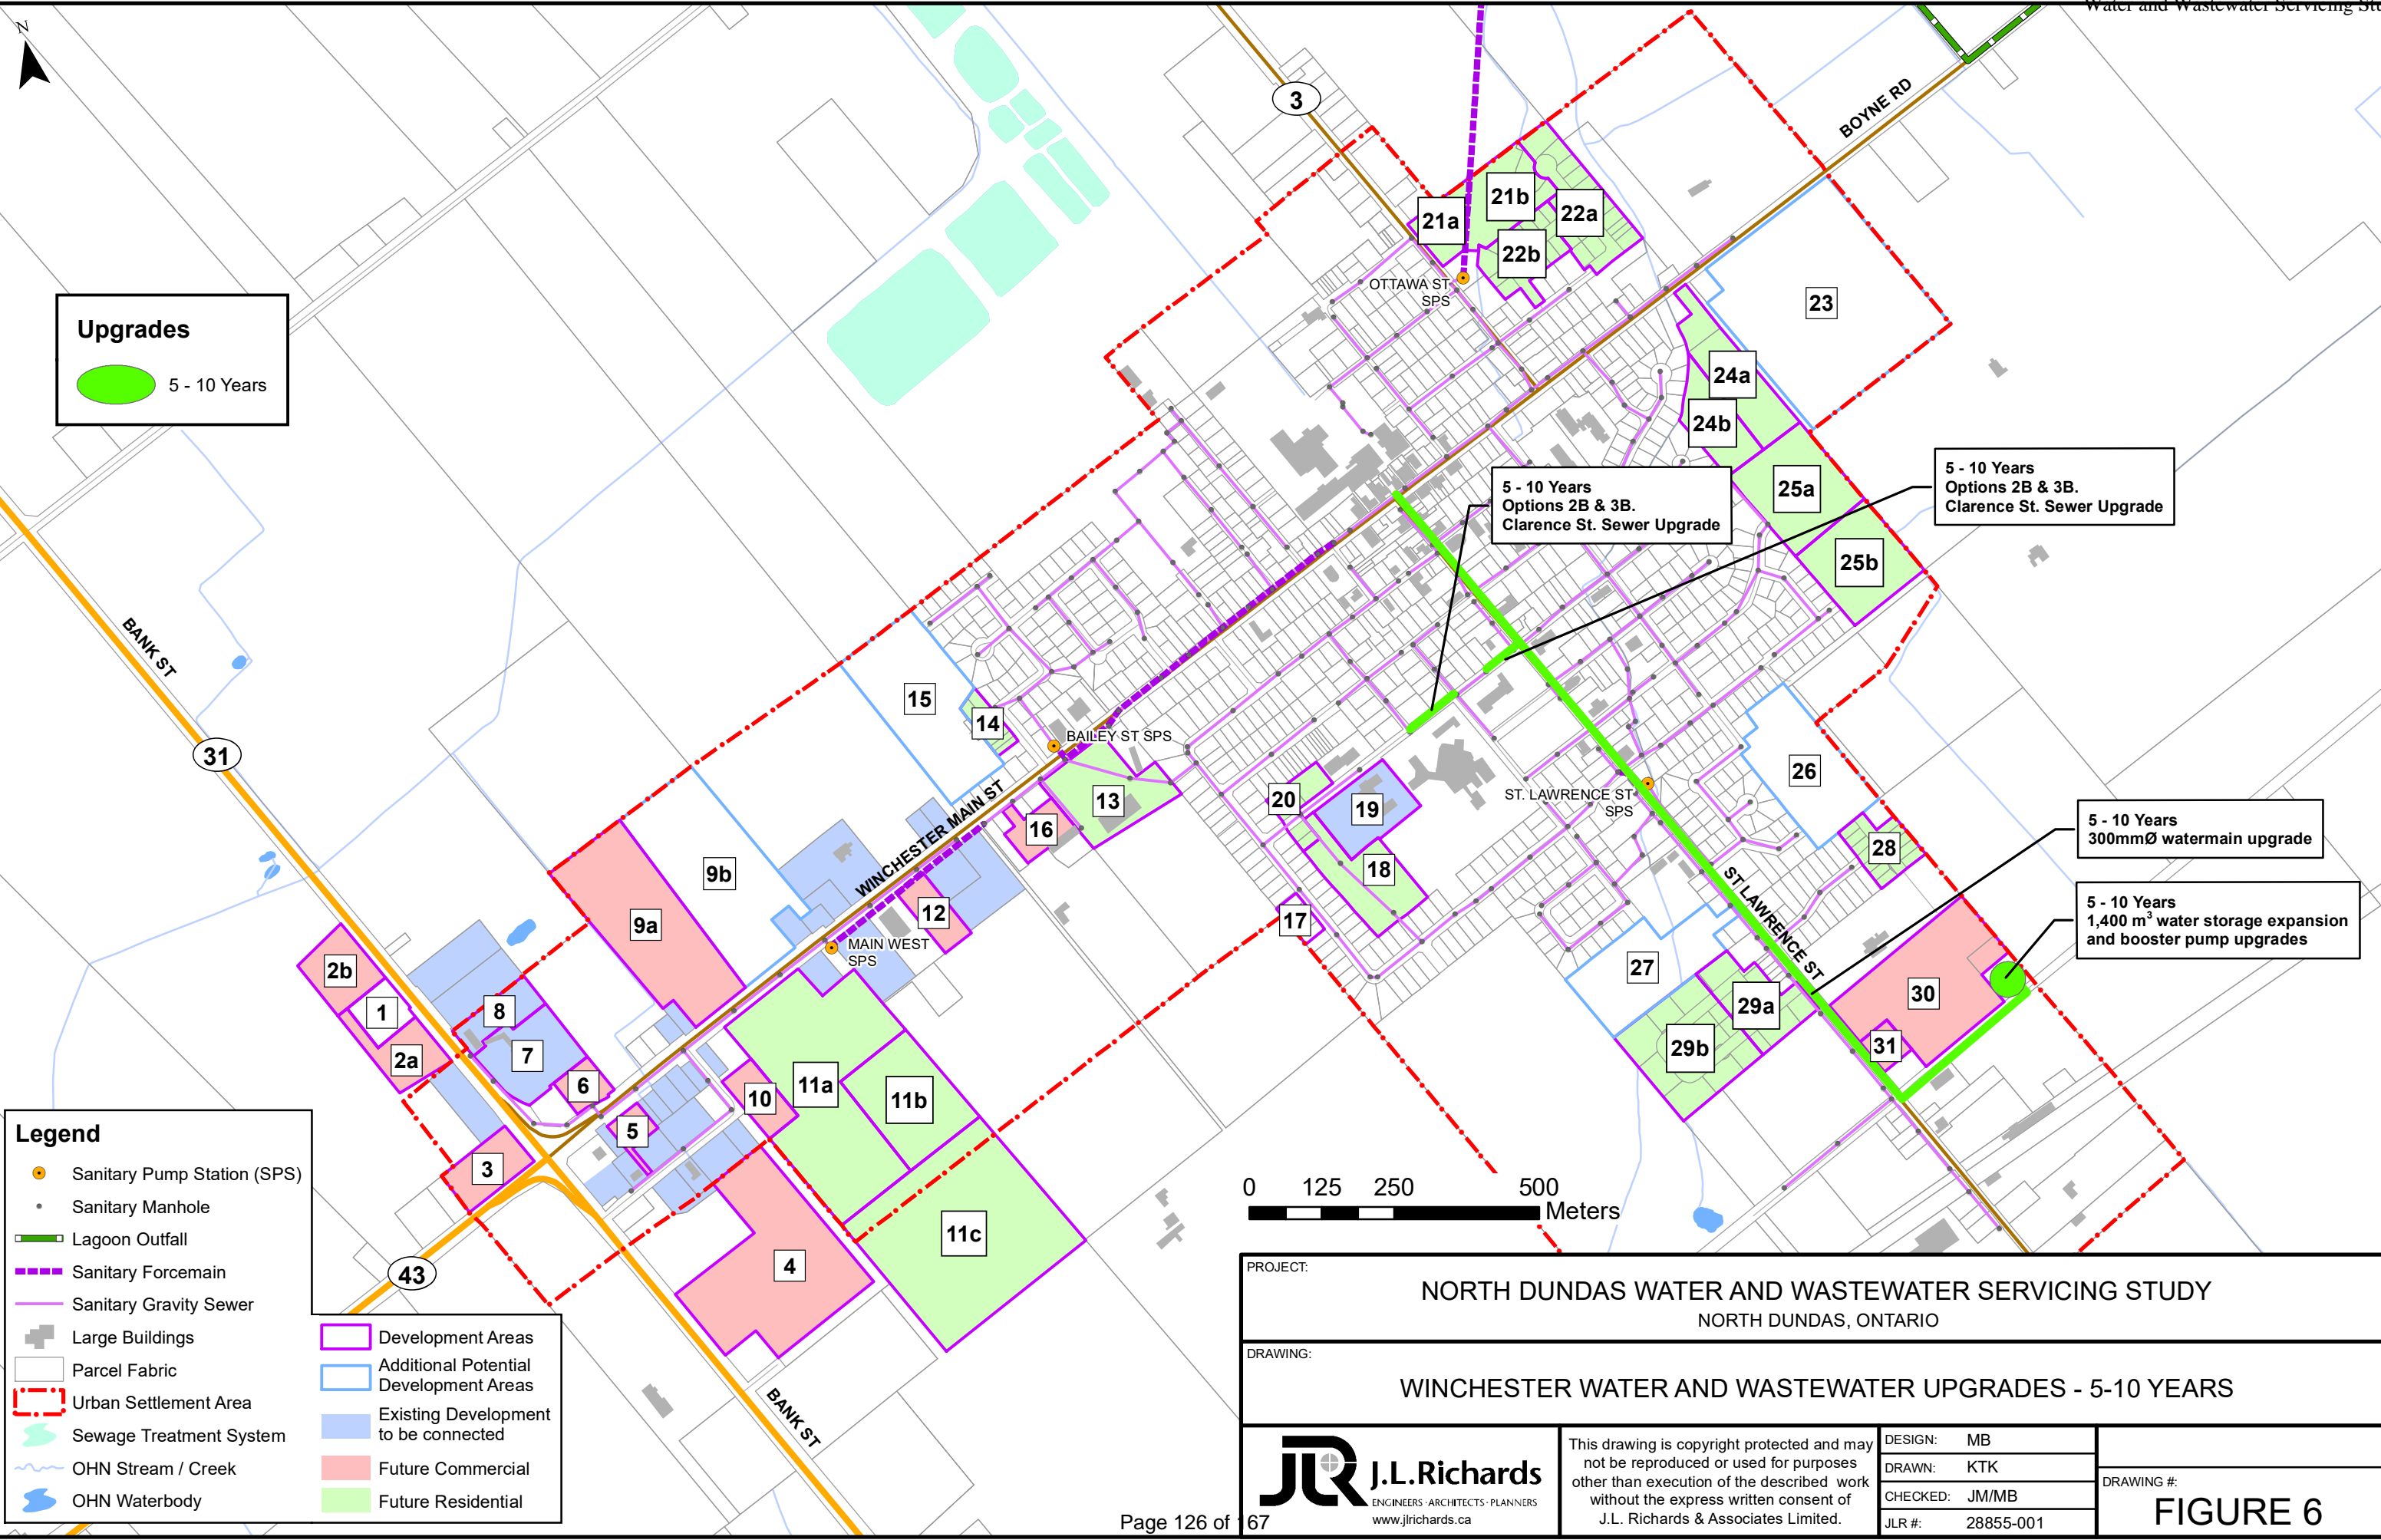 Water and Wastewater Servicing
N
3
BOYNE RD
21a
21b
22a
22b
OTTAWA ST
SPS
23
Upgrades
5 - 10 Years
24a
24b
25a
25b
5 - 10 Years
Options 2B & 3B.
Clarence St. Sewer Upgrade
5 - 10 Years
Options 2B & 3B.
Clarence St. Sewer Upgrade
BANK ST
31
15
14
BAILEY ST SPS
13
16
WINCHESTER MAIN ST
9b
9a
12
MAIN WEST
SPS
20
19
18
17
ST. LAWRENCE ST
SPS
26
28
5 - 10 Years
300mmØ watermain upgrade
5 - 10 Years
1,400 m³ water storage expansion
and booster pump upgrades
ST LAWRENCE ST
27
29a
29b
30
31
2b
1
2a
8
7
6
5
3
10
11a
11b
11c
4
43
BANK ST
0 125 250 500
Meters
Legend
Sanitary Pump Station (SPS)
Sanitary Manhole
Lagoon Outfall
Sanitary Forcemain
Sanitary Gravity Sewer
Large Buildings
Parcel Fabric
Urban Settlement Area
Sewage Treatment System
OHN Stream / Creek
OHN Waterbody
Development Areas
Additional Potential
Development Areas
Existing Development
to be connected
Future Commercial
Future Residential
PROJECT:
NORTH DUNDAS WATER AND WASTEWATER SERVICING STUDY
NORTH DUNDAS, ONTARIO
DRAWING:
WINCHESTER WATER AND WASTEWATER UPGRADES - 5-10 YEARS
JLR
J.L.Richards
ENGINEERS · ARCHITECTS · PLANNERS
www.jlrichards.ca
This drawing is copyright protected and may
not be reproduced or used for purposes
other than execution of the described work
without the express written consent of
J.L. Richards & Associates Limited.
DESIGN: MB
DRAWN: KTK
CHECKED: JM/MB
JLR #: 28855-001
DRAWING #:
FIGURE 6
Page 126 of 167